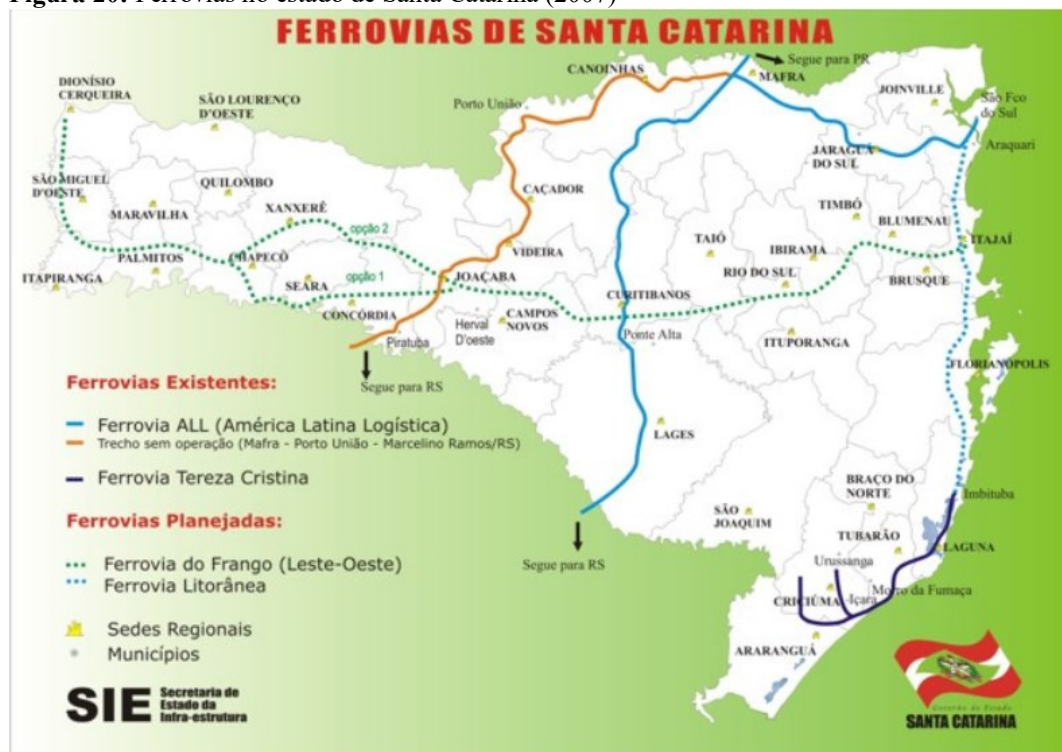 Figura 20: Ferrovias no estado de Santa Catarina (2007)
FERROVIAS DE SANTA CATARINA
Segue para PR
CANOINHAS
MAFRA
DIONÍSIO
CERQUEIRA
SÃO LOURENÇO
D'OESTE
Porto União
JOINVILLE
São Fco
do Sul
Araquari
JARAGUÁ
DO SUL
SÃO MIGUEL
D'OESTE
QUILOMBO
MARAVILHA
XANXERÊ
CAÇADOR
TIMBÓ
BLUMENAU
opção 2
VIDEIRA
TAIÓ
IBIRAMA
ITAJAÍ
PALMITOS
CHAPECÓ
ITAPIRANGA
SEARA
opção 1
JOAÇABA
RIO DO SUL
BRUSQUE
CURITIBANOS
CONCÓRDIA
CAMPOS
NOVOS
Herval
D'oeste
Piratuba
Ponte Alta
ITUPORANGA
FLORIANÓPOLIS
Segue para RS
Ferrovias Existentes:
Ferrovia ALL (América Latina Logística)
Trecho sem operação (Mafra - Porto União - Marcelino Ramos/RS)
Ferrovia Tereza Cristina
LAGES
BRAÇO DO
NORTE
Imbituba
Ferrovias Planejadas:
SÃO
JOAQUIM
TUBARÃO
LAGUNA
Urussanga
Ferrovia do Frango (Leste-Oeste)
Ferrovia Litorânea
Segue para RS
CRICIÚMA
Içara
Morro da Fumaça
Sedes Regionais
Municípios
ARARANGUÁ
SIE Secretaria de
Estado da
Infra-estrutura
Governo do Estado
SANTA CATARINA